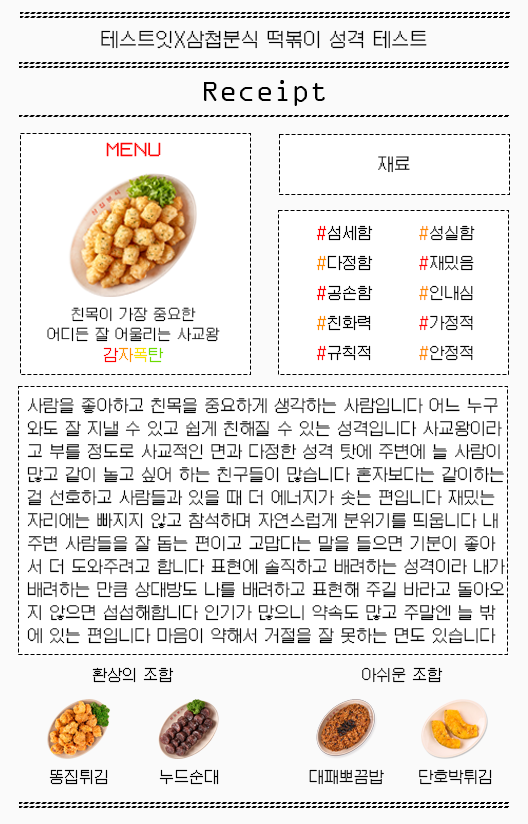 테스트잇X삼첩분식 떡볶이 성격 테스트
Receipt
MENU
삼첩분식
친목이 가장 중요한
어디든 잘 어울리는 사교왕
감자폭탄
재료
#섬세함 #성실함
#다정함 #재밌음
#공손함 #인내심
#친화력 #가정적
#규칙적 #안정적
사람을 좋아하고 친목을 중요하게 생각하는 사람입니다 어느 누구
와도 잘 지낼 수 있고 쉽게 친해질 수 있는 성격입니다 사교왕이라
고 부를 정도로 사교적인 면과 다정한 성격 탓에 주변에 늘 사람이
많고 같이 놀고 싶어 하는 친구들이 많습니다 혼자보다는 같이하는
걸 선호하고 사람들과 있을 때 더 에너지가 솟는 편입니다 재밌는
자리에는 빠지지 않고 참석하며 자연스럽게 분위기를 띄웁니다 내
주변 사람들을 잘 돕는 편이고 고맙다는 말을 들으면 기분이 좋아
서 더 도와주려고 합니다 표현에 솔직하고 배려하는 성격이라 내가
배려하는 만큼 상대방도 나를 배려하고 표현해 주길 바라고 돌아오
지 않으면 섭섭해합니다 인기가 많으니 약속도 많고 주말엔 늘 밖
에 있는 편입니다 마음이 약해서 거절을 잘 못하는 면도 있습니다
환상의 조합
아쉬운 조합
똥집튀김
누드순대
대패뽀끔밥
단호박튀김